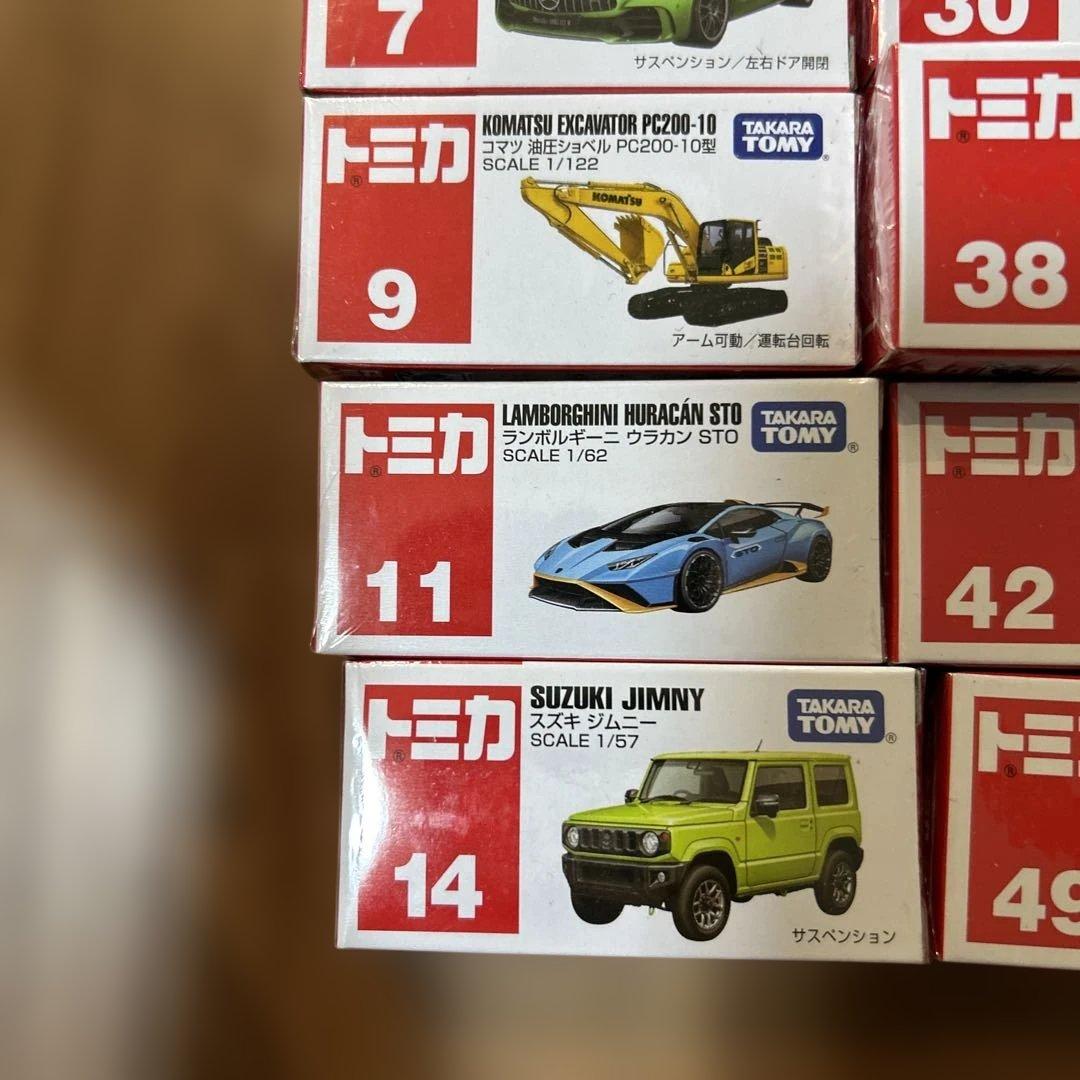 7
サスペンション／左右ドア開閉
30
トミカ®
KOMATSU EXCAVATOR PC200-10
コマツ 油圧ショベル PC200-10型
SCALE 1/122
TAKARA
TOMY®
KOMATSU
9
アーム可動／運転台回転
トミカ
®
38
トミカ®
LAMBORGHINI HURACÁN STO
ランボルギーニ ウラカン STO
SCALE 1/62
TAKARA
TOMY®
STO
11
トミカ
®
42
トミカ®
SUZUKI JIMNY
スズキ ジムニー
SCALE 1/57
TAKARA
TOMY®
14
サスペンション
トミ
®
49